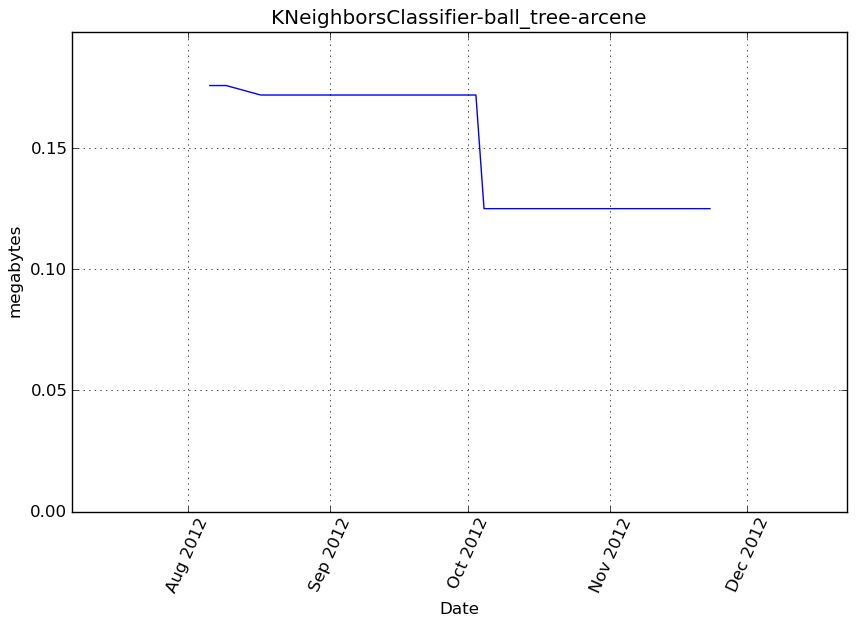 KNeighborsClassifier-ball_tree-arcene
megabytes
0.15
0.10
0.05
0.00
Aug 2012
Sep 2012
Oct 2012
Nov 2012
Dec 2012
Date